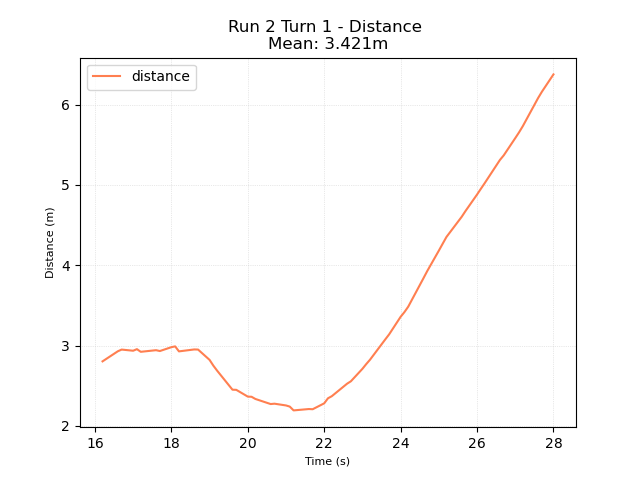 Run 2 Turn 1 - Distance
Mean: 3.421m
distance
Distance (m)
6
5
4
3
2
16 18 20 22 24 26 28
Time (s)